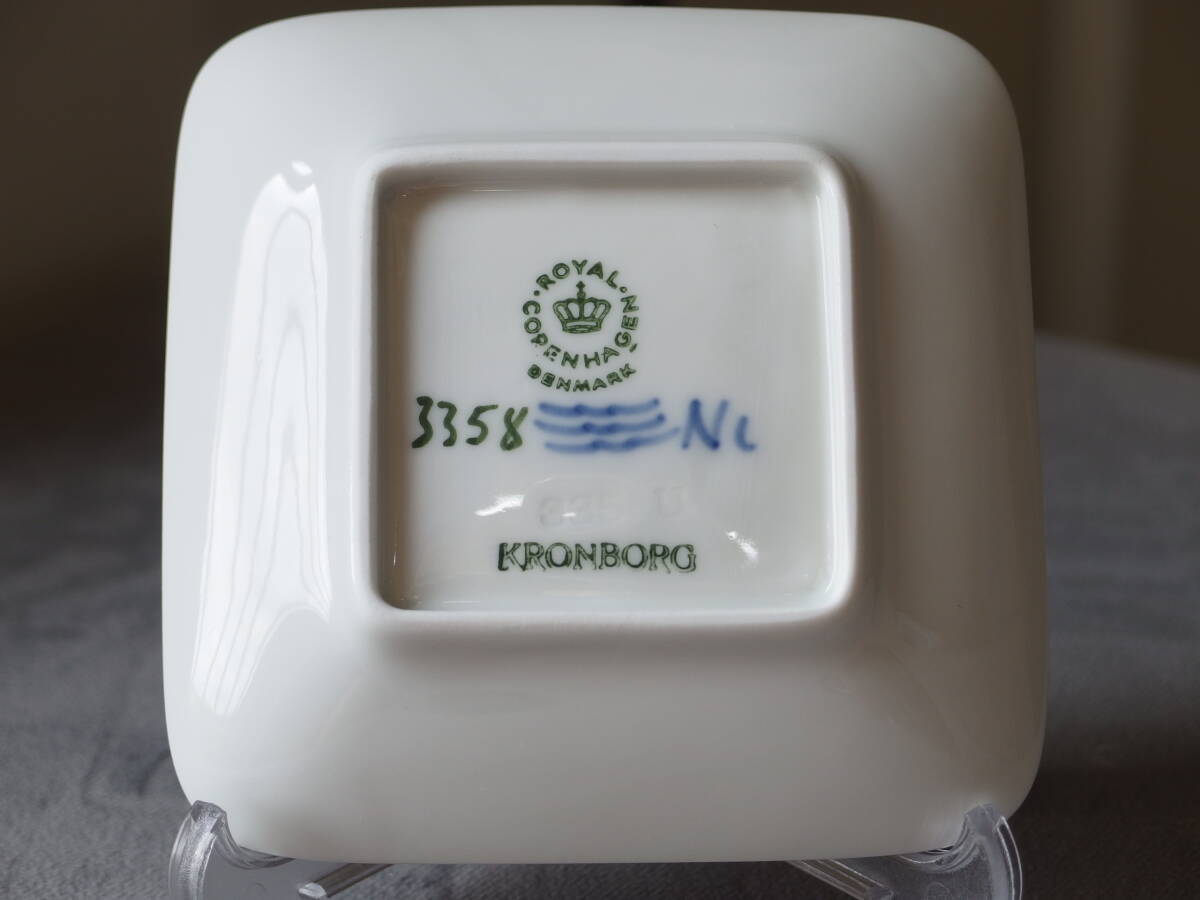 ROYAL COPENHAGEN
DENMARK
3358 NL
KRONBORG